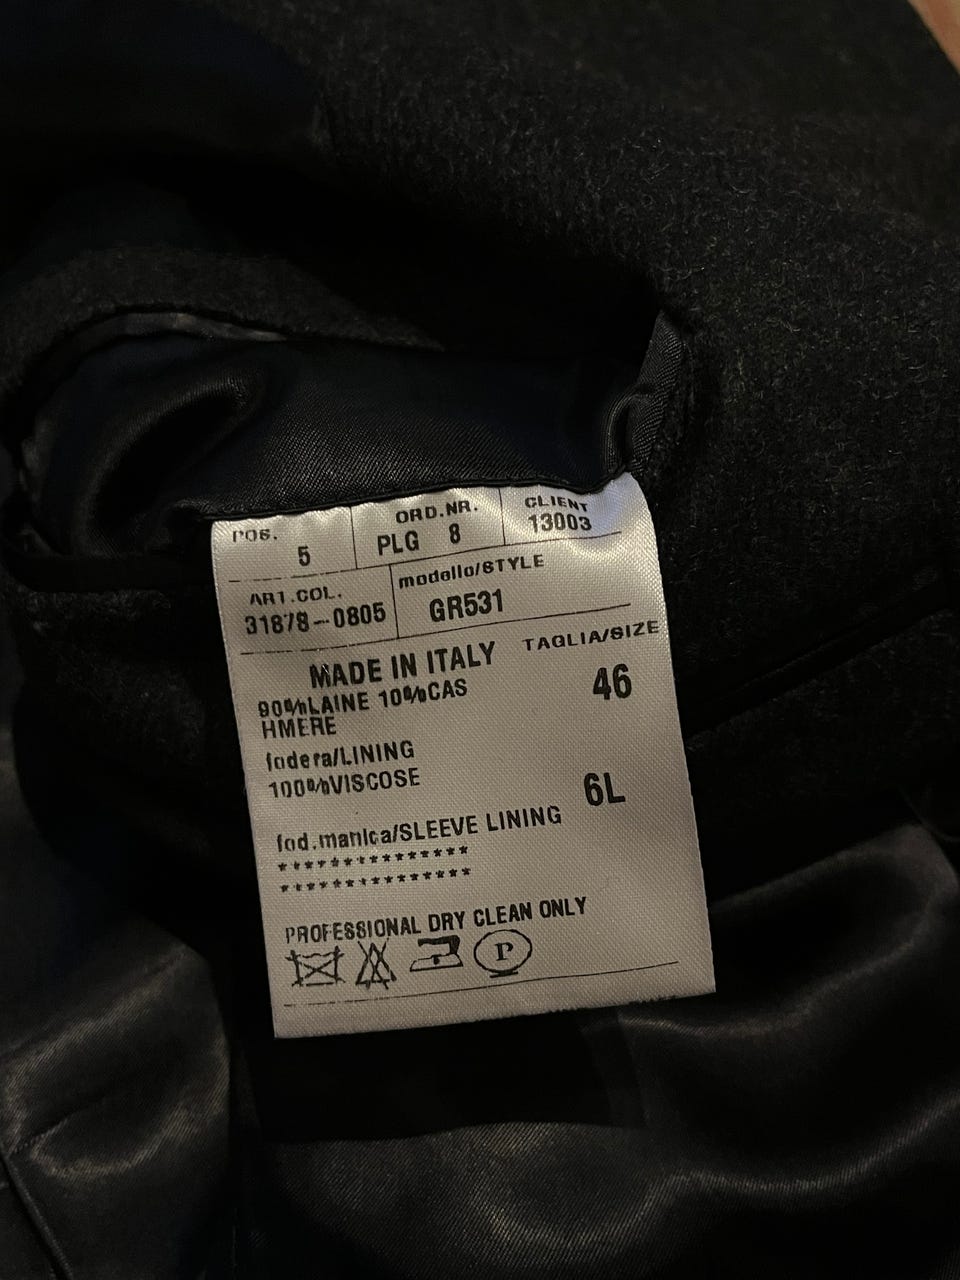 POS. ORD.NR. CLIENT
5 PLG 8 13003
ART.COL. modello/STYLE
31878-0805 GR531
MADE IN ITALY TAGLIA/SIZE
90%LAINE 10%CAS 46
HMERE
fodera/LINING
100%VISCOSE 6L
fod.manica/SLEEVE LINING
***************
***************
PROFESSIONAL DRY CLEAN ONLY
P